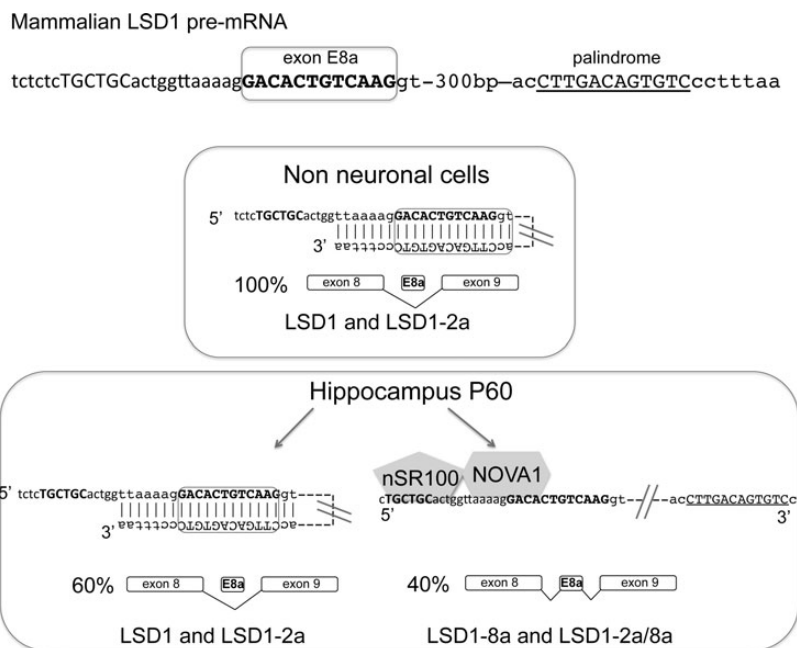 Mammalian LSD1 pre-mRNA
exon E8a
palindrome
tctctcTGCTGCactggttaaaagGACACTGTCAAGgt–300bp–acCTTGACAGTGTCcctttaa
Non neuronal cells
5' tctcTGCTGCactggttaaaagGACACTGTCAAGgt
3' aatttccCTGTGACAGTTCca
100%
exon 8
E8a
exon 9
LSD1 and LSD1-2a
Hippocampus P60
5' tctcTGCTGCactggttaaaagGACACTGTCAAGgt
3' aatttccCTGTGACAGTTCca
60%
exon 8
E8a
exon 9
LSD1 and LSD1-2a
nSR100
NOVA1
cTGCTGCactggttaaaagGACACTGTCAAGgt--//--acCTTGACAGTGTCc
5'
3'
40%
exon 8
E8a
exon 9
LSD1-8a and LSD1-2a/8a